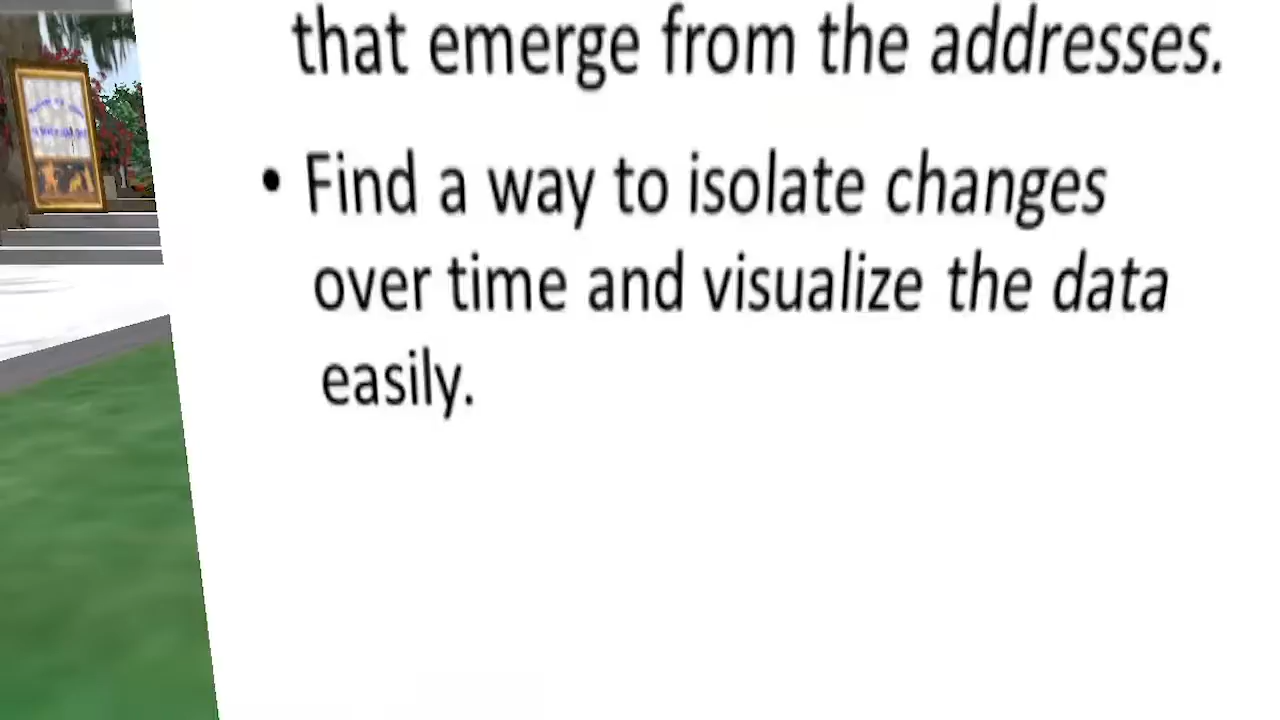 that emerge from the addresses.
• Find a way to isolate changes
over time and visualize the data
easily.